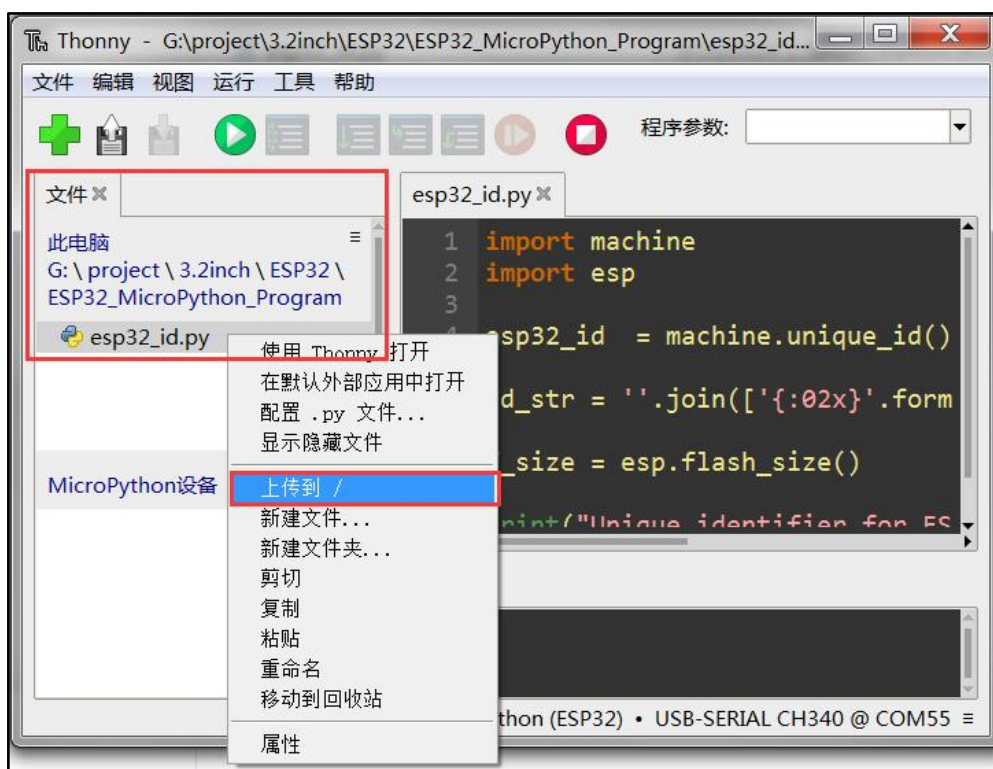 Thonny - G:\project\3.2inch\ESP32\ESP32_MicroPython_Program\esp32_id...
文件 编辑 视图 运行 工具 帮助
程序参数:
文件
esp32_id.py
此电脑
G: \ project \ 3.2inch \ ESP32 \
ESP32_MicroPython_Program
esp32_id.py
1 import machine
2 import esp
3
sp32_id = machine.unique_id()
d_str = ''.join(['{:02x}'.form
_size = esp.flash_size()
rint("Unique identifier for ES
使用 Thonny 打开
在默认外部应用中打开
配置 .py 文件...
显示隐藏文件
上传到 /
新建文件...
新建文件夹...
剪切
复制
粘贴
重命名
移动到回收站
属性
MicroPython设备
thon (ESP32) • USB-SERIAL CH340 @ COM55 ≡